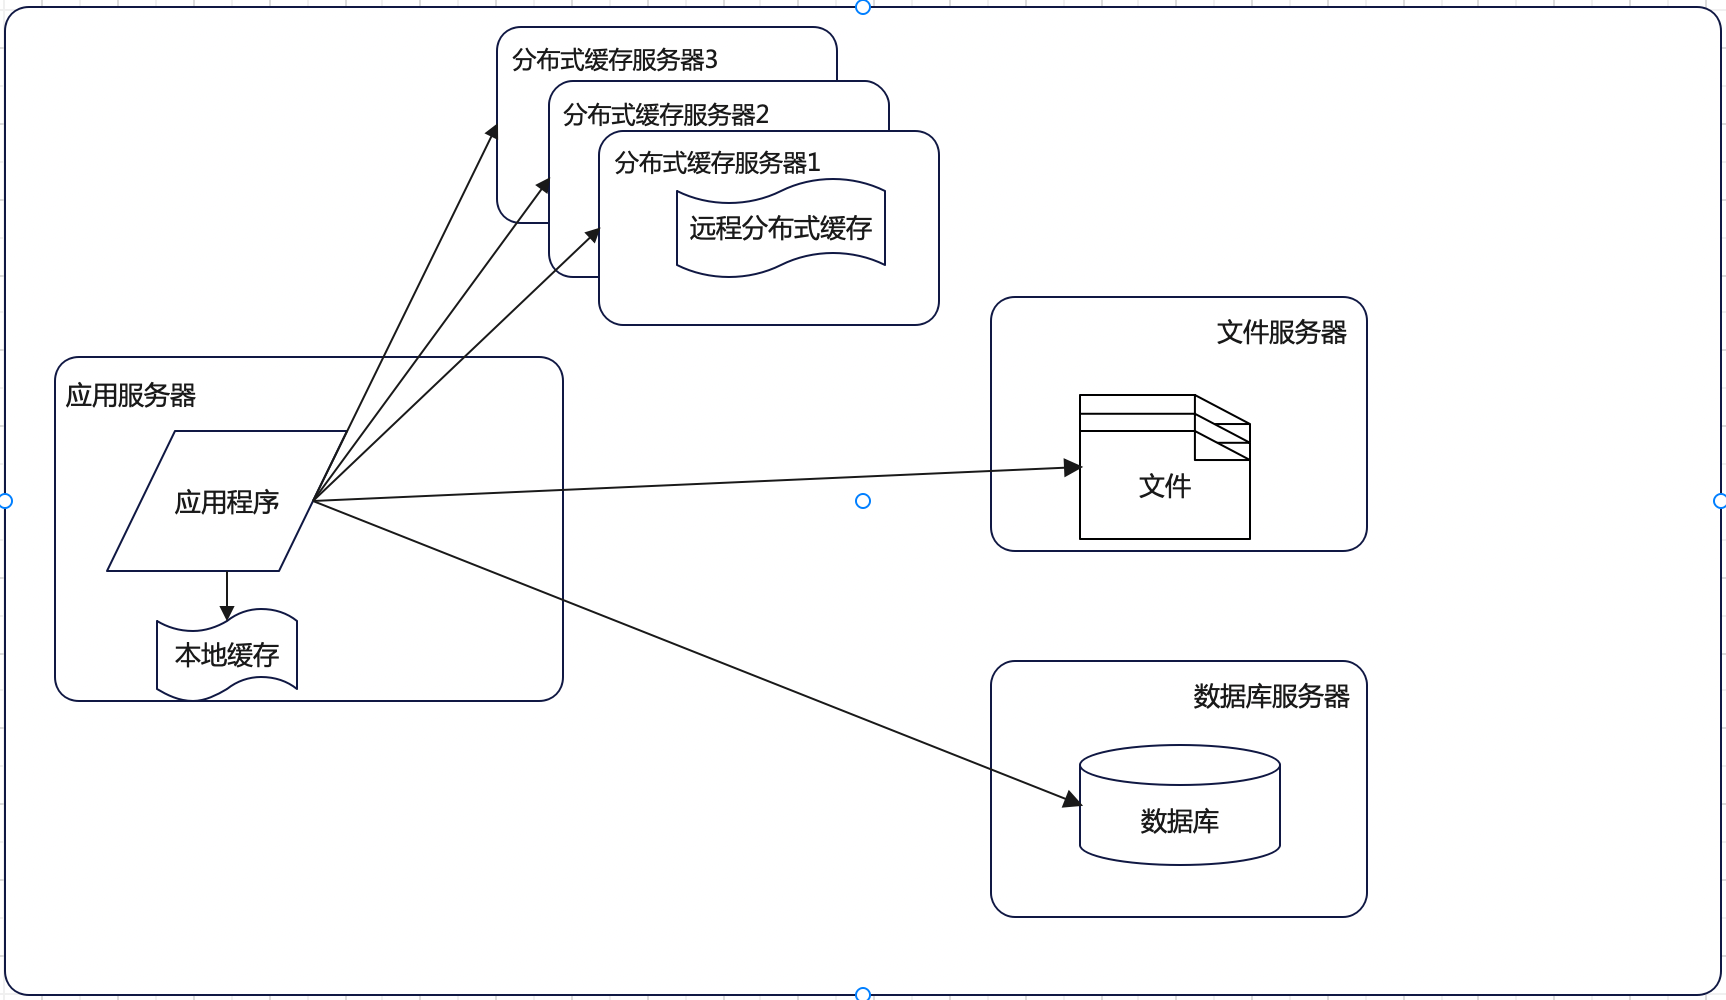 分布式缓存服务器3
分布式缓存服务器2
分布式缓存服务器1
远程分布式缓存
文件服务器
文件
应用服务器
应用程序
本地缓存
数据库服务器
数据库